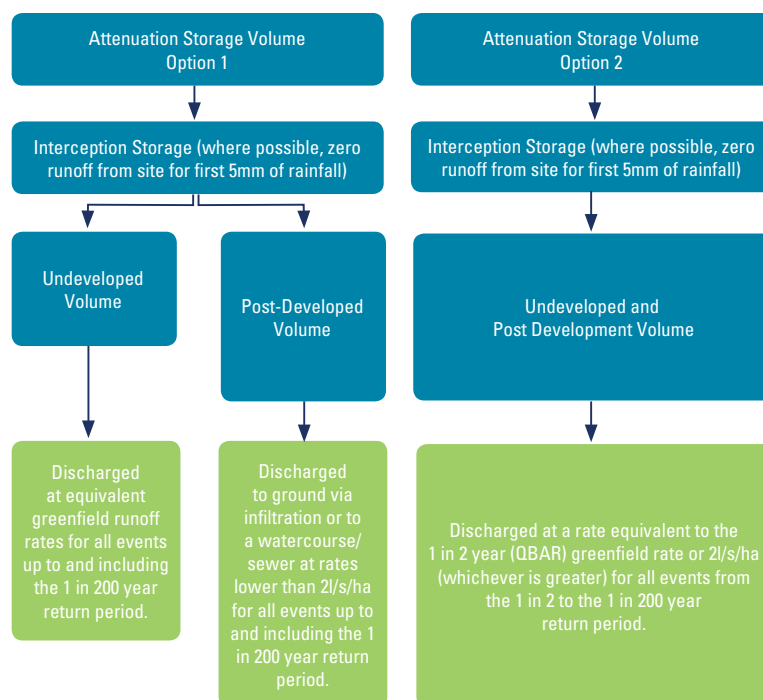 Attenuation Storage Volume
Option 1
Interception Storage (where possible, zero
runoff from site for first 5mm of rainfall)
Undeveloped
Volume
Discharged
at equivalent
greenfield runoff
rates for all events
up to and including
the 1 in 200 year
return period.
Post-Developed
Volume
Discharged
to ground via
infiltration or to
a watercourse/
sewer at rates
lower than 2l/s/ha
for all events up to
and including the 1
in 200 year return
period.
Attenuation Storage Volume
Option 2
Interception Storage (where possible, zero
runoff from site for first 5mm of rainfall)
Undeveloped and
Post Development Volume
Discharged at a rate equivalent to the
1 in 2 year (QBAR) greenfield rate or 2l/s/ha
(whichever is greater) for all events from
the 1 in 2 to the 1 in 200 year
return period.